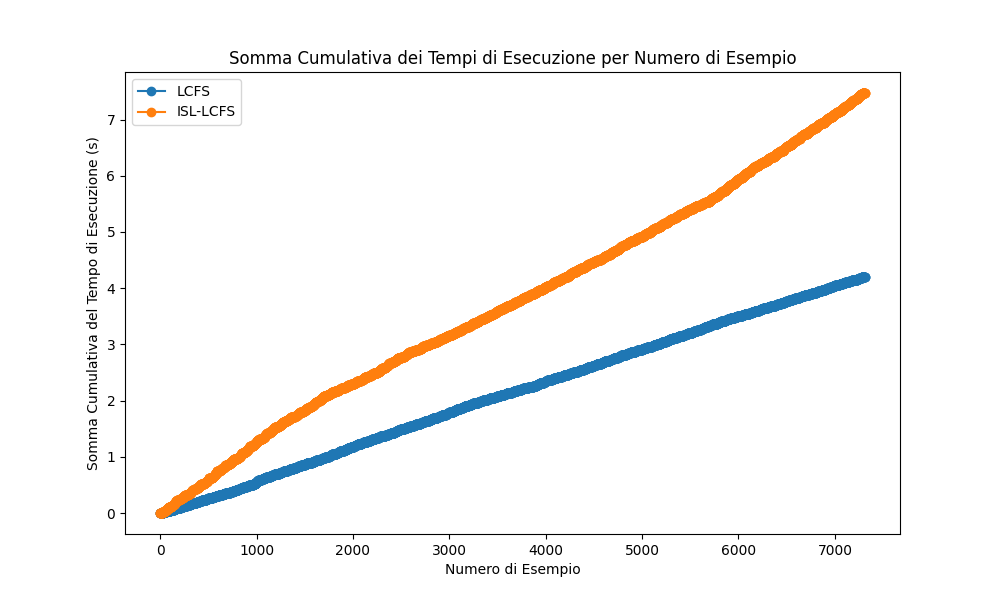 Somma Cumulativa dei Tempi di Esecuzione per Numero di Esempio
LCFS
ISL-LCFS
Somma Cumulativa del Tempo di Esecuzione (s)
7
6
5
4
3
2
1
0
0 1000 2000 3000 4000 5000 6000 7000
Numero di Esempio